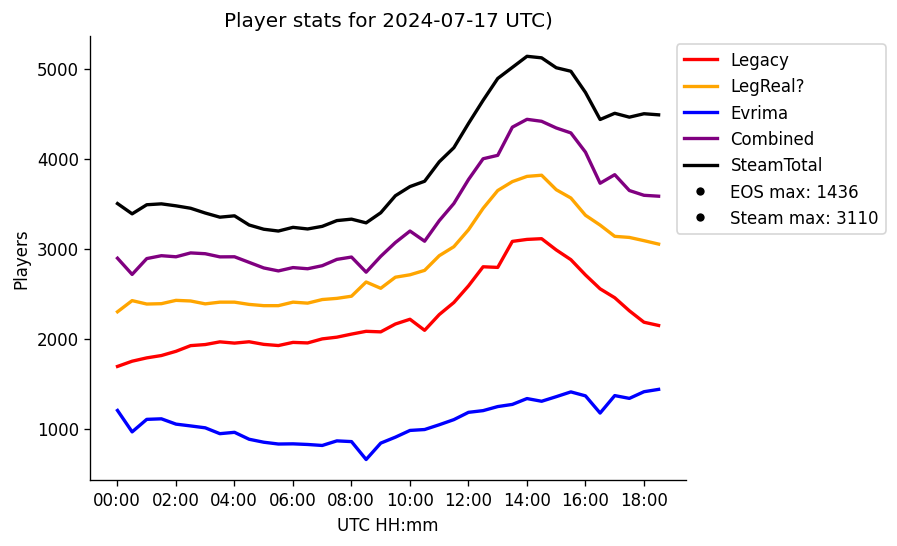 Player stats for 2024-07-17 UTC)
Players
5000
4000
3000
2000
1000
00:00 02:00 04:00 06:00 08:00 10:00 12:00 14:00 16:00 18:00
UTC HH:mm
Legacy
LegReal?
Evrima
Combined
SteamTotal
EOS max: 1436
Steam max: 3110